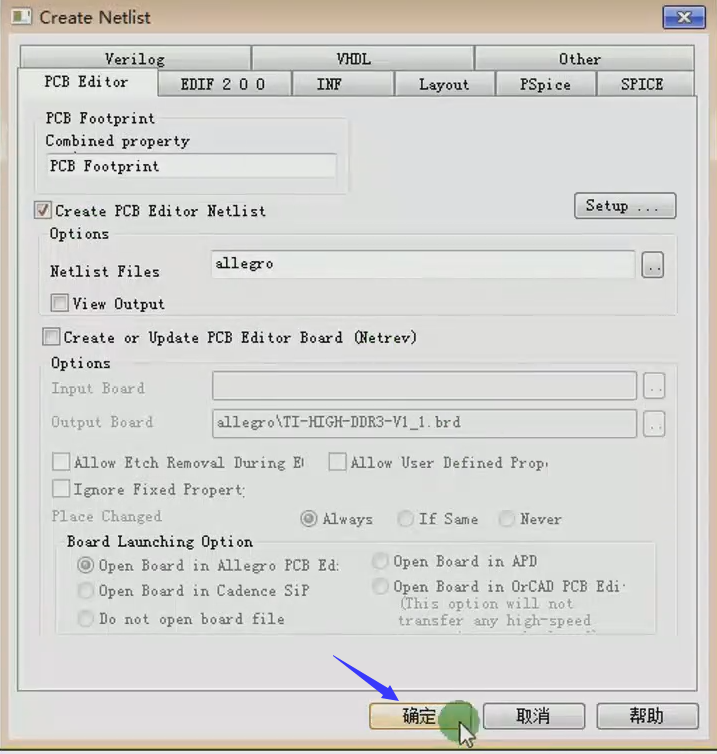 Create Netlist
Verilog VHDL Other
PCB Editor EDIF 2 0 0 INF Layout PSpice SPICE
PCB Footprint
Combined property
PCB Footprint
Create PCB Editor Netlist Setup ...
Options
Netlist Files allegro ..
View Output
Create or Update PCB Editor Board (Netrev)
Options
Input Board ..
Output Board allegro\TI-HIGH-DDR3-V1_1.brd ..
Allow Etch Removal During Allow User Defined Prop
Ignore Fixed Property
Place Changed Always If Same Never
Board Launching Option
Open Board in Allegro PCB Ed Open Board in APD
Open Board in Cadence SiP Open Board in OrCAD PCB Edi
(This option will not
Do not open board file transfer any high-speed
确定 取消 帮助